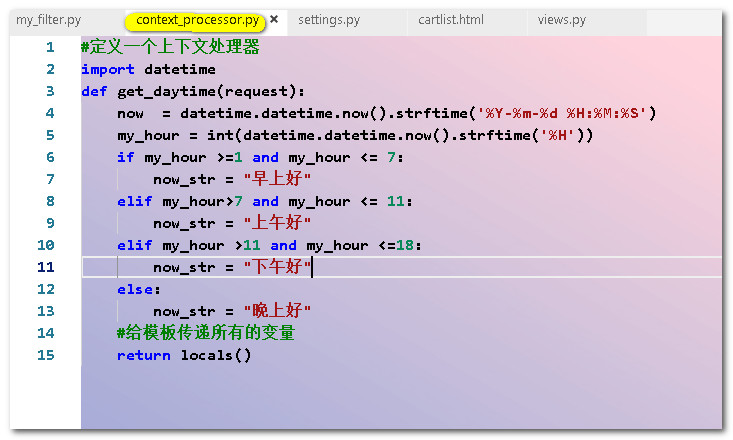 my_filter.py context_processor.py × settings.py cartlist.html views.py
1 #定义一个上下文处理器
2 import datetime
3 def get_daytime(request):
4     now  = datetime.datetime.now().strftime('%Y-%m-%d %H:%M:%S')
5     my_hour = int(datetime.datetime.now().strftime('%H'))
6     if my_hour >=1 and my_hour <= 7:
7         now_str = "早上好"
8     elif my_hour>7 and my_hour <= 11:
9         now_str = "上午好"
10     elif my_hour >11 and my_hour <=18:
11         now_str = "下午好"
12     else:
13         now_str = "晚上好"
14     #给模板传递所有的变量
15     return locals()